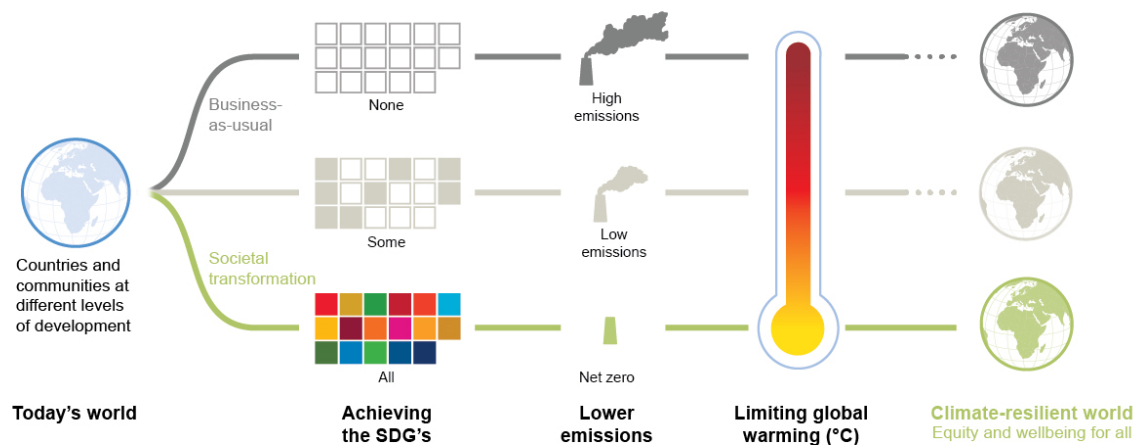 Business-
as-usual
None
High
emissions
Some
Low
emissions
Countries and
communities at
different levels
of development
Societal
transformation
All
Net zero
Today's world
Achieving
the SDG's
Lower
emissions
Limiting global
warming (°C)
Climate-resilient world
Equity and wellbeing for all